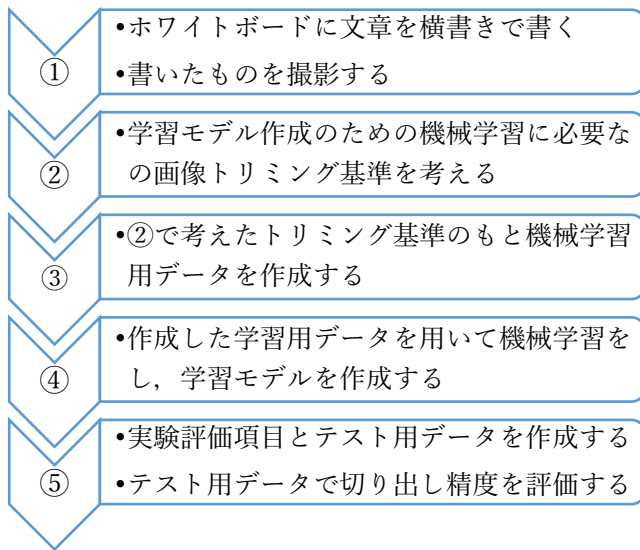 ①
•ホワイトボードに文章を横書きで書く
•書いたものを撮影する
②
•学習モデル作成のための機械学習に必要な
の画像トリミング基準を考える
③
•②で考えたトリミング基準のもと機械学習
用データを作成する
④
•作成した学習用データを用いて機械学習を
し，学習モデルを作成する
⑤
•実験評価項目とテスト用データを作成する
•テスト用データで切り出し精度を評価する